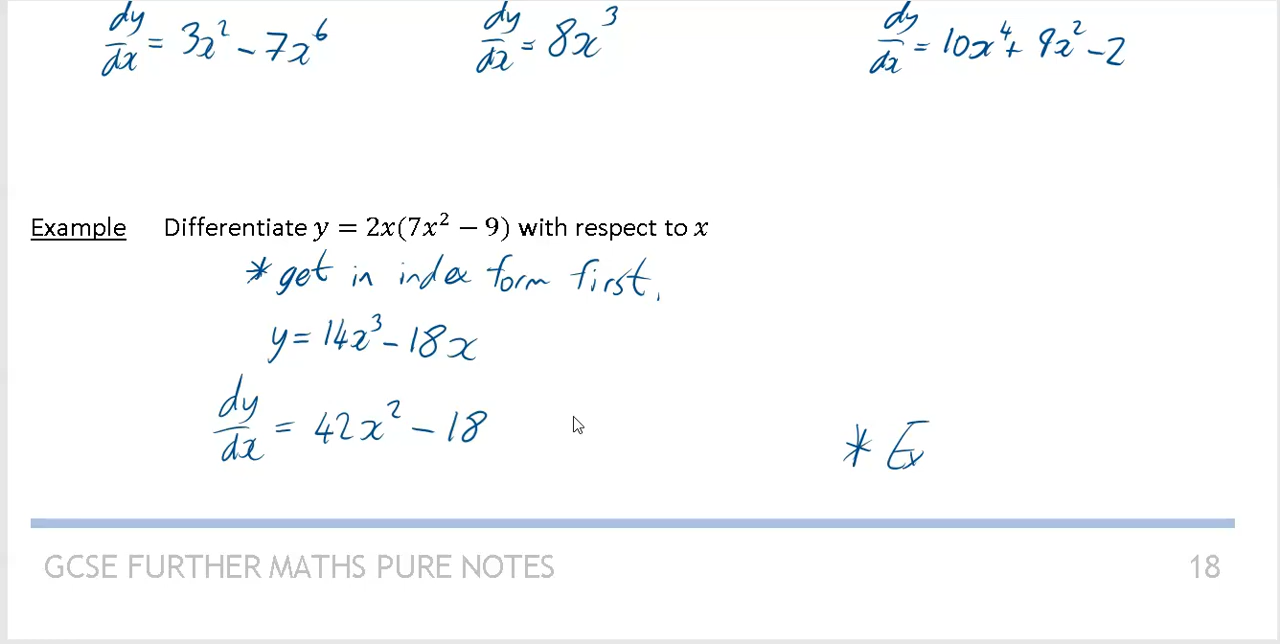 dy/dx = 3x² - 7x⁶ dy/dx = 8x³ dy/dx = 10x⁴ + 9x² - 2
Example Differentiate y = 2x(7x² − 9) with respect to x
* get in index form first.
y = 14x³ - 18x
dy/dx = 42x² - 18
* Ex
GCSE FURTHER MATHS PURE NOTES 18